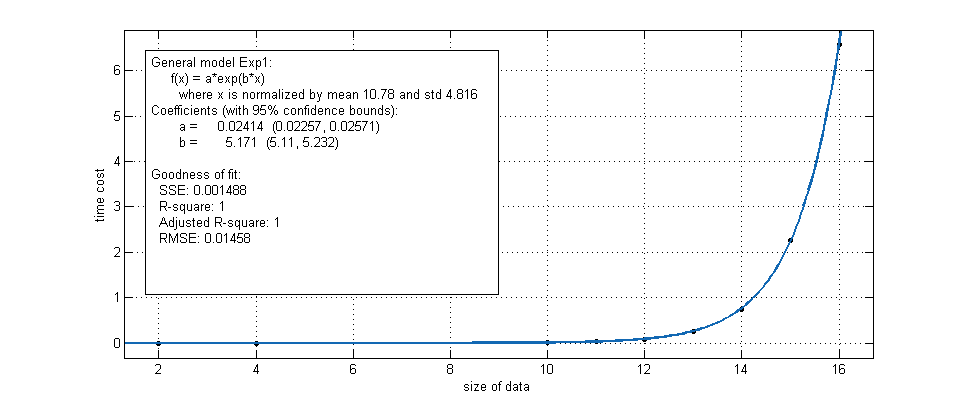 General model Exp1:
f(x) = a*exp(b*x)
where x is normalized by mean 10.78 and std 4.816
Coefficients (with 95% confidence bounds):
a = 0.02414 (0.02257, 0.02571)
b = 5.171 (5.11, 5.232)
Goodness of fit:
SSE: 0.001488
R-square: 1
Adjusted R-square: 1
RMSE: 0.01458
time cost
6
5
4
3
2
1
0
2 4 6 8 10 12 14 16
size of data